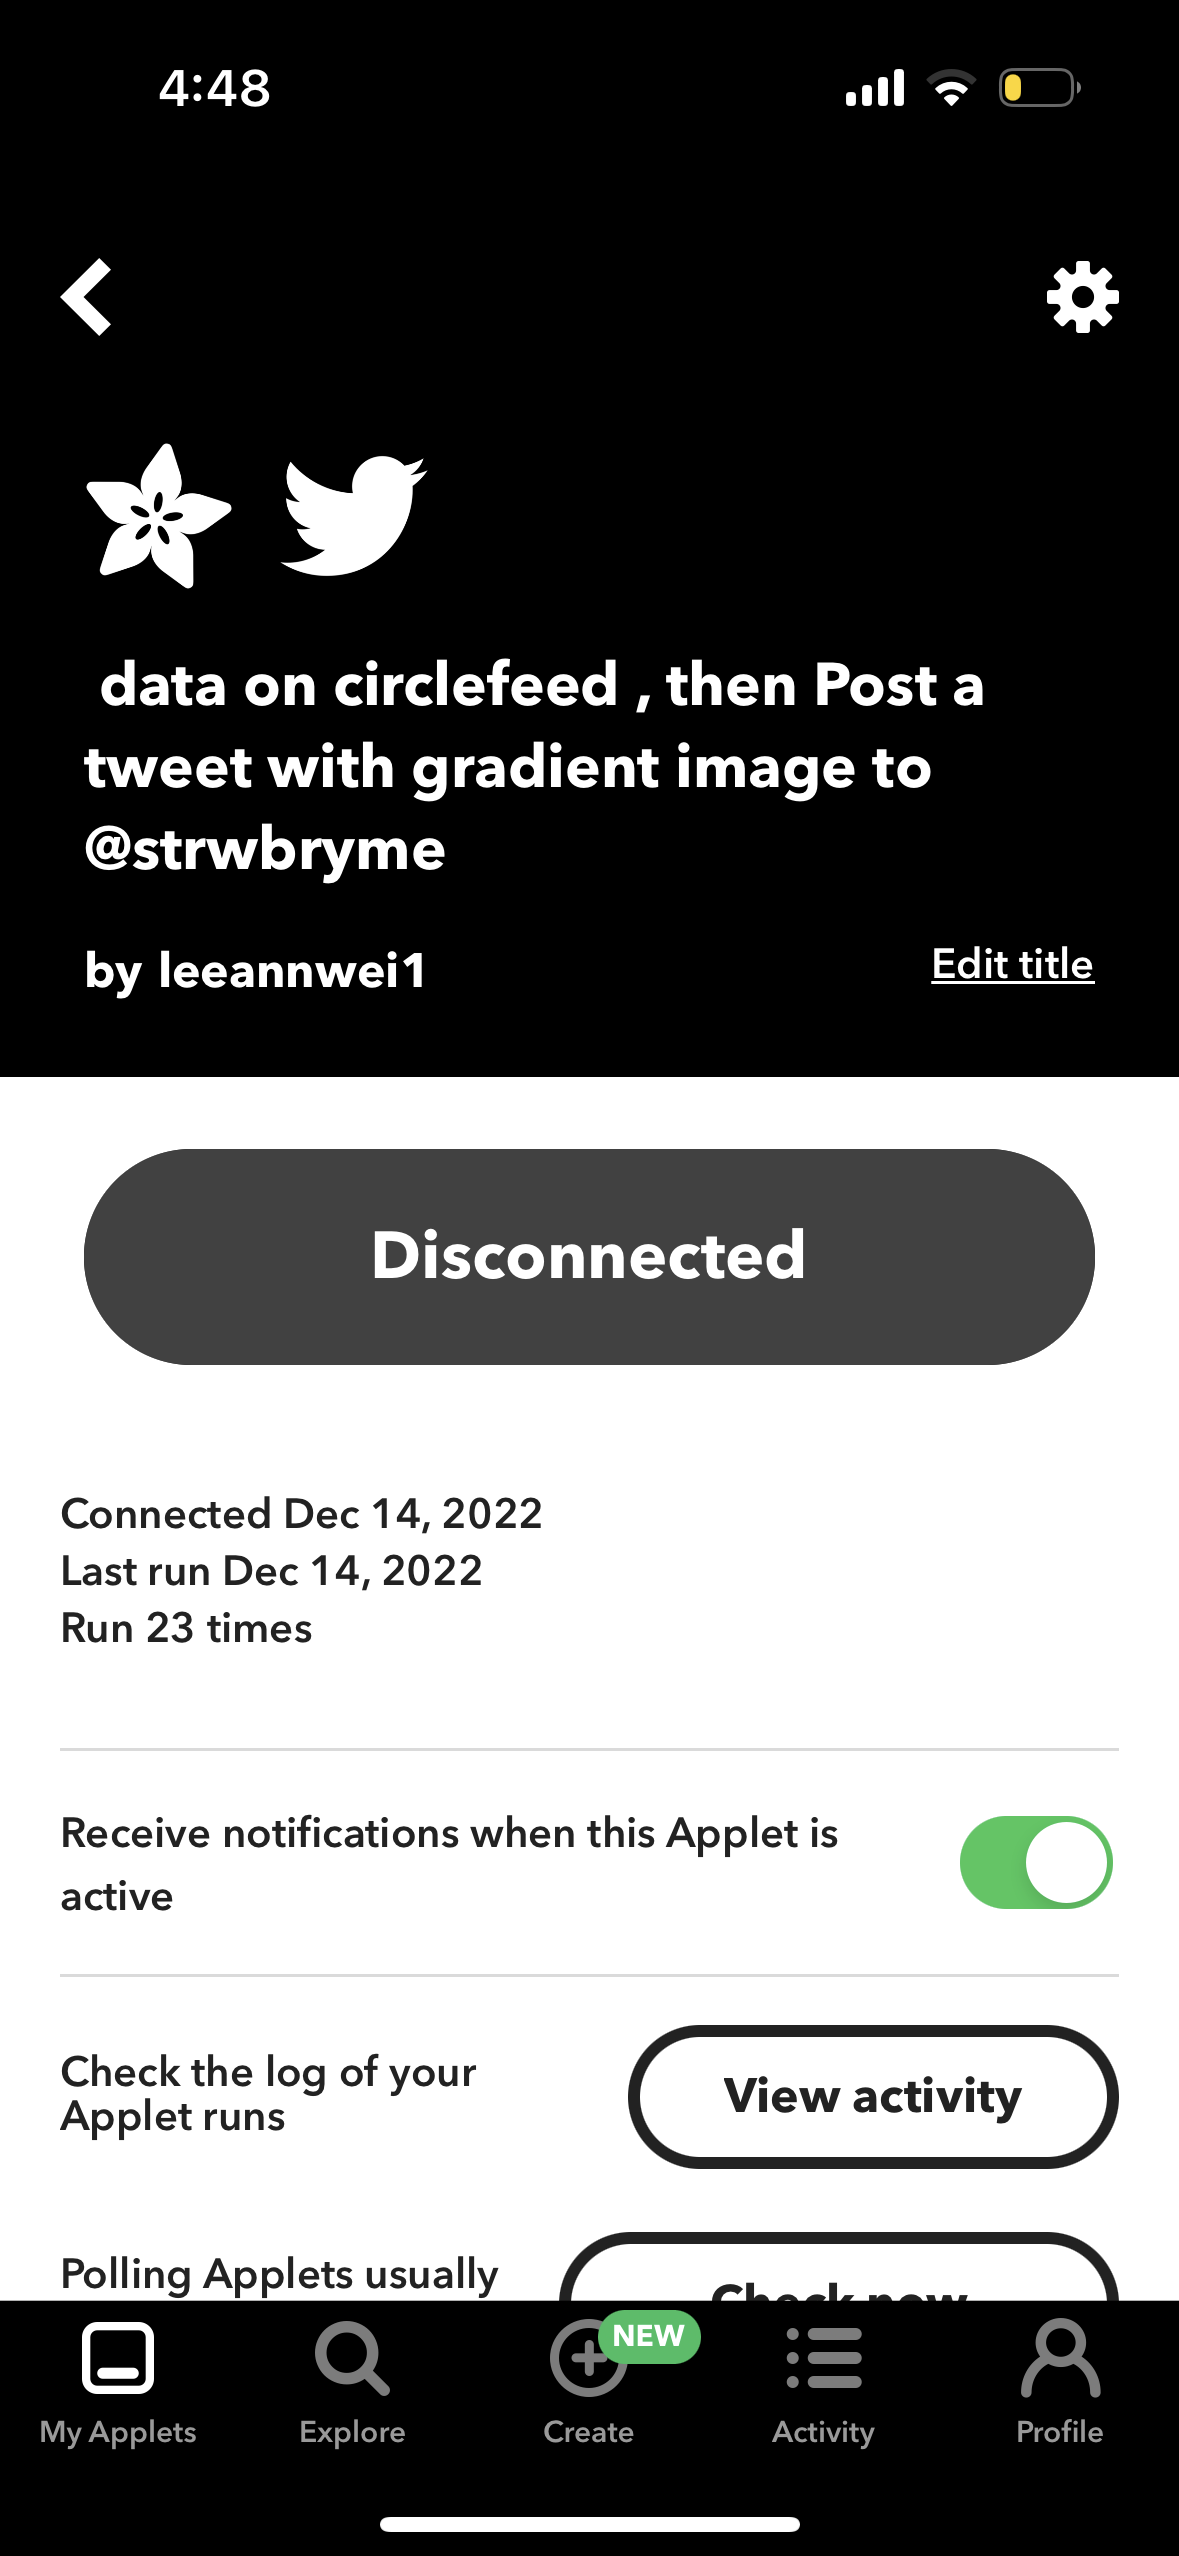 4:48
data on circlefeed , then Post a
tweet with gradient image to
@strwbryme
by leeannwei1
Edit title
Disconnected
Connected Dec 14, 2022
Last run Dec 14, 2022
Run 23 times
Receive notifications when this Applet is
active
Check the log of your
Applet runs
View activity
Polling Applets usually
Check now
NEW
My Applets
Explore
Create
Activity
Profile